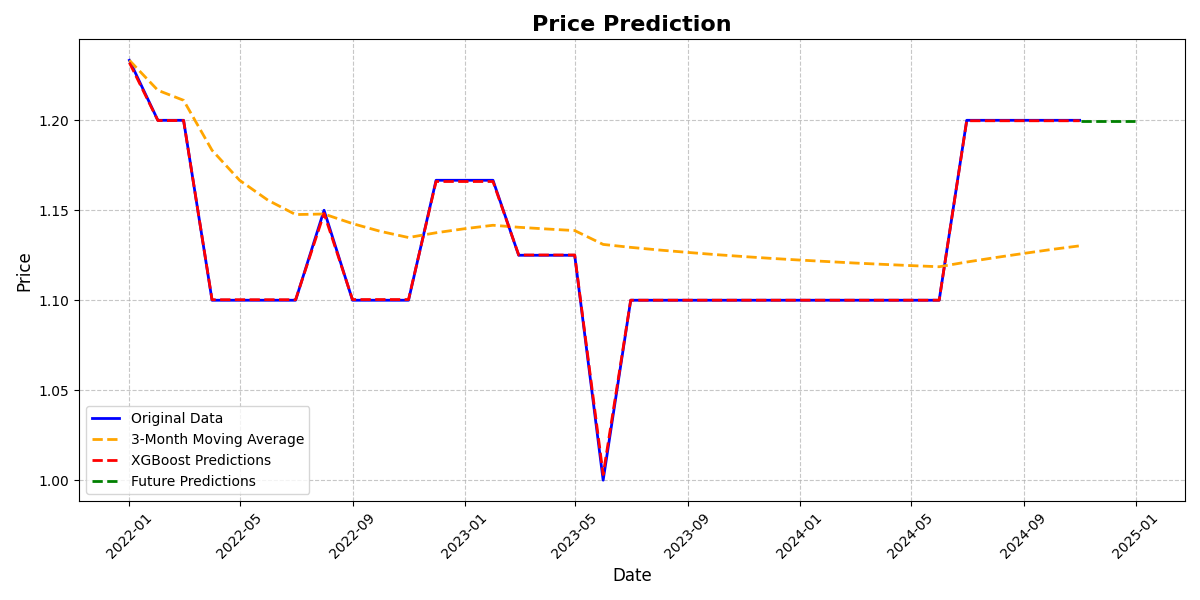 Price Prediction
Price
1.20
1.15
1.10
1.05
1.00
Original Data
3-Month Moving Average
XGBoost Predictions
Future Predictions
2022-01
2022-05
2022-09
2023-01
2023-05
2023-09
2024-01
2024-05
2024-09
2025-01
Date